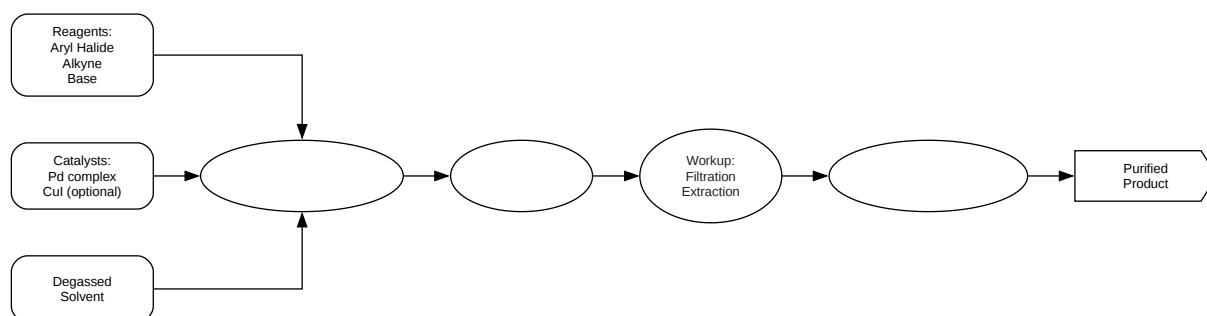 Reagents:
Aryl Halide
Alkyne
Base
Catalysts:
Pd complex
CuI (optional)
Degassed
Solvent
Workup:
Filtration
Extraction
Purified
Product